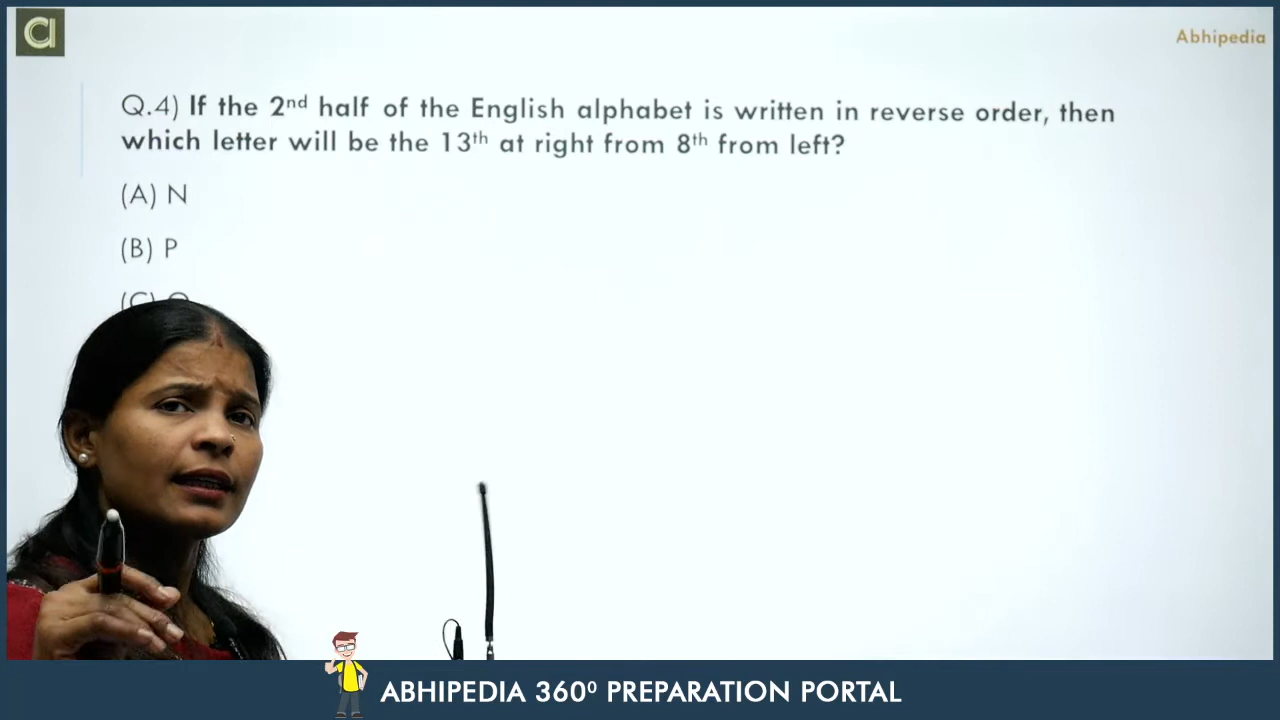 Abhipedia
Q.4) If the 2nd half of the English alphabet is written in reverse order, then
which letter will be the 13th at right from 8th from left?
(A) N
(B) P
(C)
ABHIPEDIA 360⁰ PREPARATION PORTAL